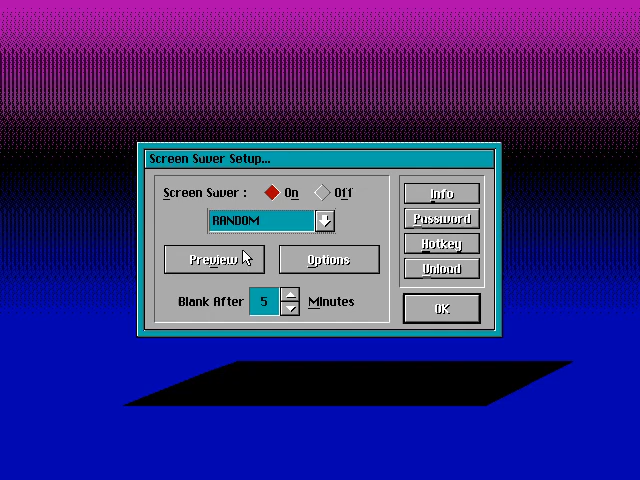 Screen Saver Setup...
Screen Saver : On Off
RANDOM
Preview Options
Blank After 5 Minutes
Info
Password
Hotkey
Unload
OK